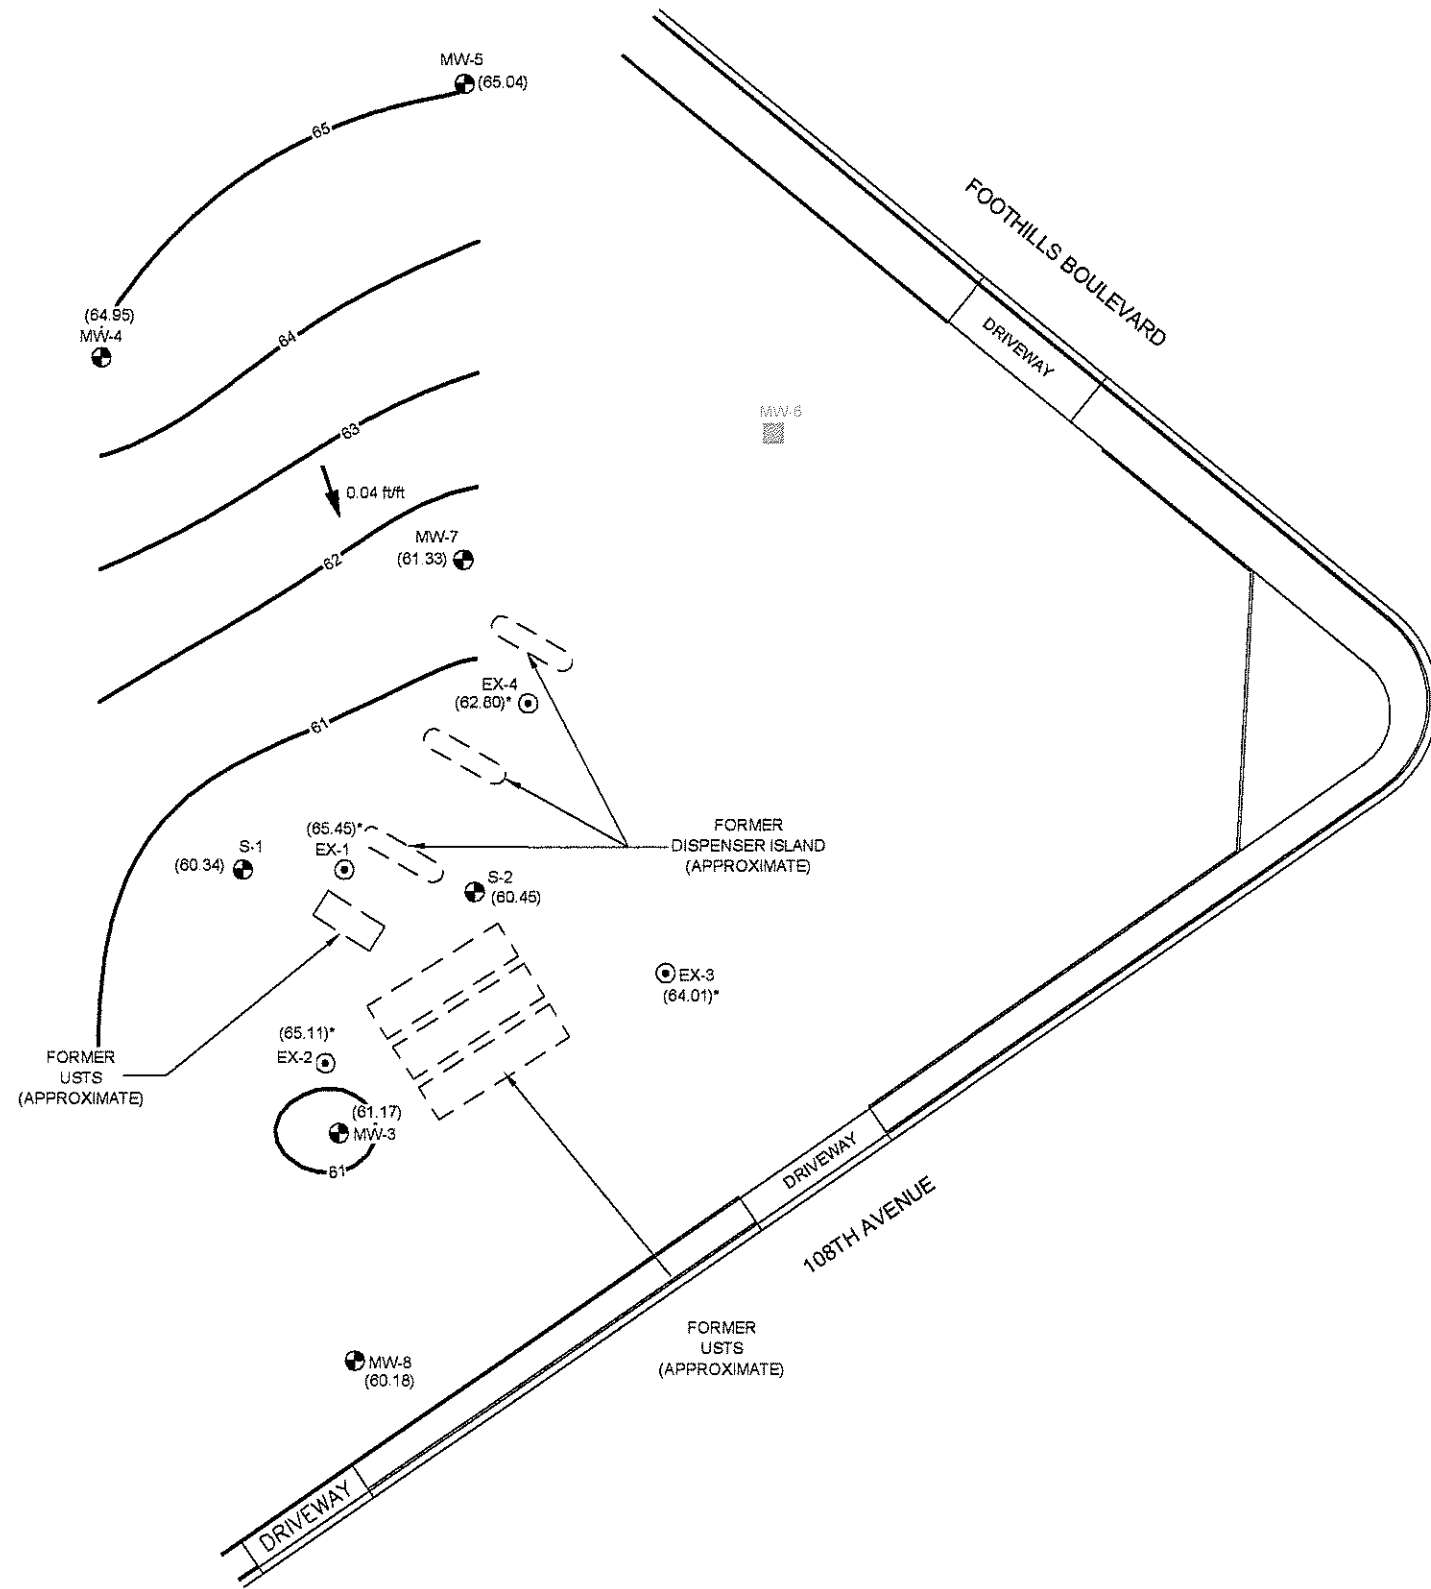 MW-5
(65.04)
65
FOOTHILLS BOULEVARD
(64.95)
MW-4
64
DRIVEWAY
MW-6
63
0.04 ft/ft
MW-7
(61.33)
62
EX-4
(62.80)*
61
(65.45)*
EX-1
S-1
(60.34)
FORMER
DISPENSER ISLAND
(APPROXIMATE)
S-2
(60.45)
EX-3
(64.01)*
(65.11)*
EX-2
FORMER
USTS
(APPROXIMATE)
(61.17)
MW-3
61
DRIVEWAY
108TH AVENUE
FORMER
USTS
(APPROXIMATE)
MW-8
(60.18)
DRIVEWAY